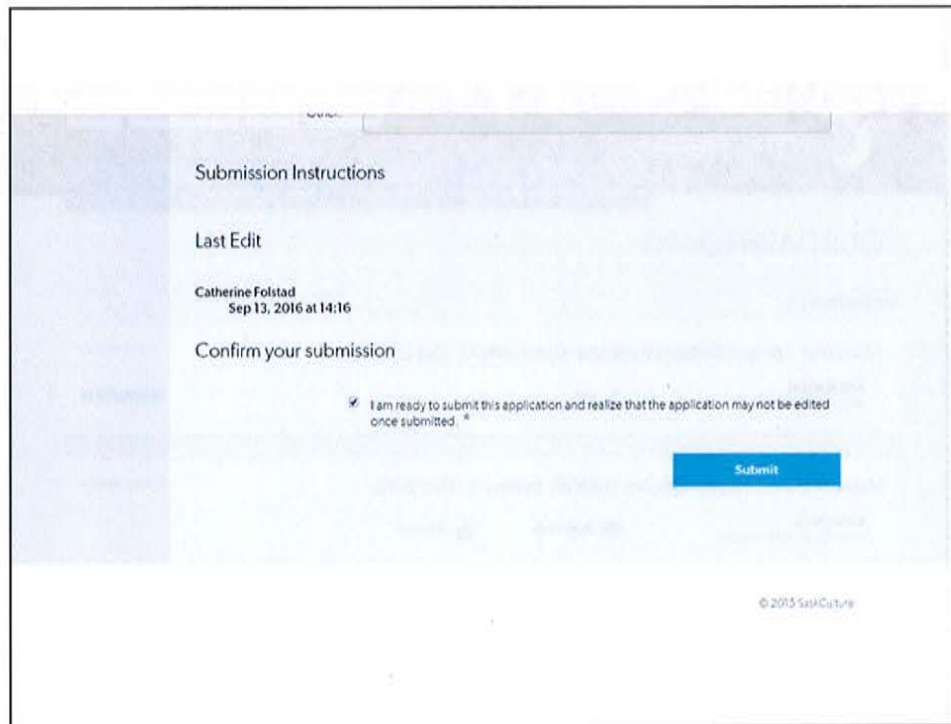 Submission Instructions
Last Edit
Catherine Folstad
Sep 13, 2016 at 14:16
Confirm your submission
I am ready to submit this application and realize that the application may not be edited
once submitted. *
Submit
© 2015 SaskCulture